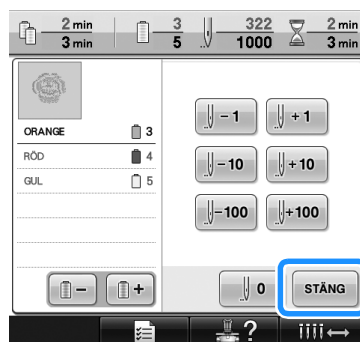 2 min 3 322 2 min
3 min 5 1000 3 min
ORANGE 3
RÖD 4
GUL 5
- 1 + 1
- 10 + 10
- 100 + 100
- +
0 STÄNG
?